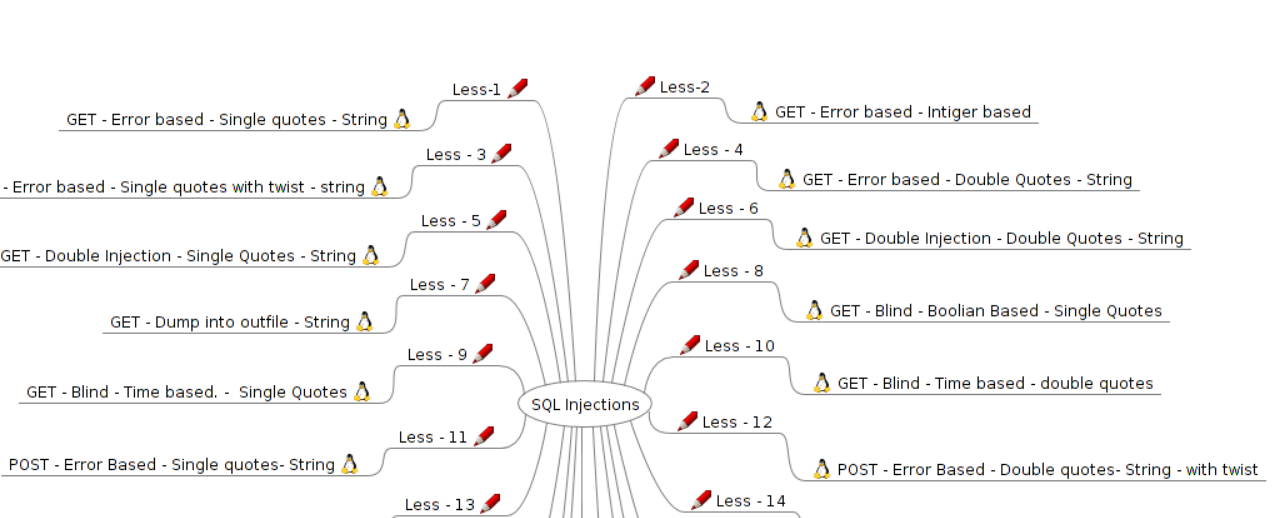 Less-1
GET - Error based - Single quotes - String
Less-2
GET - Error based - Intiger based
Less - 3
- Error based - Single quotes with twist - string
Less - 4
GET - Error based - Double Quotes - String
Less - 5
GET - Double Injection - Single Quotes - String
Less - 6
GET - Double Injection - Double Quotes - String
Less - 7
GET - Dump into outfile - String
Less - 8
GET - Blind - Boolian Based - Single Quotes
Less - 9
GET - Blind - Time based. - Single Quotes
Less - 10
GET - Blind - Time based - double quotes
SQL Injections
Less - 11
POST - Error Based - Single quotes- String
Less - 12
POST - Error Based - Double quotes- String - with twist
Less - 13
Less - 14